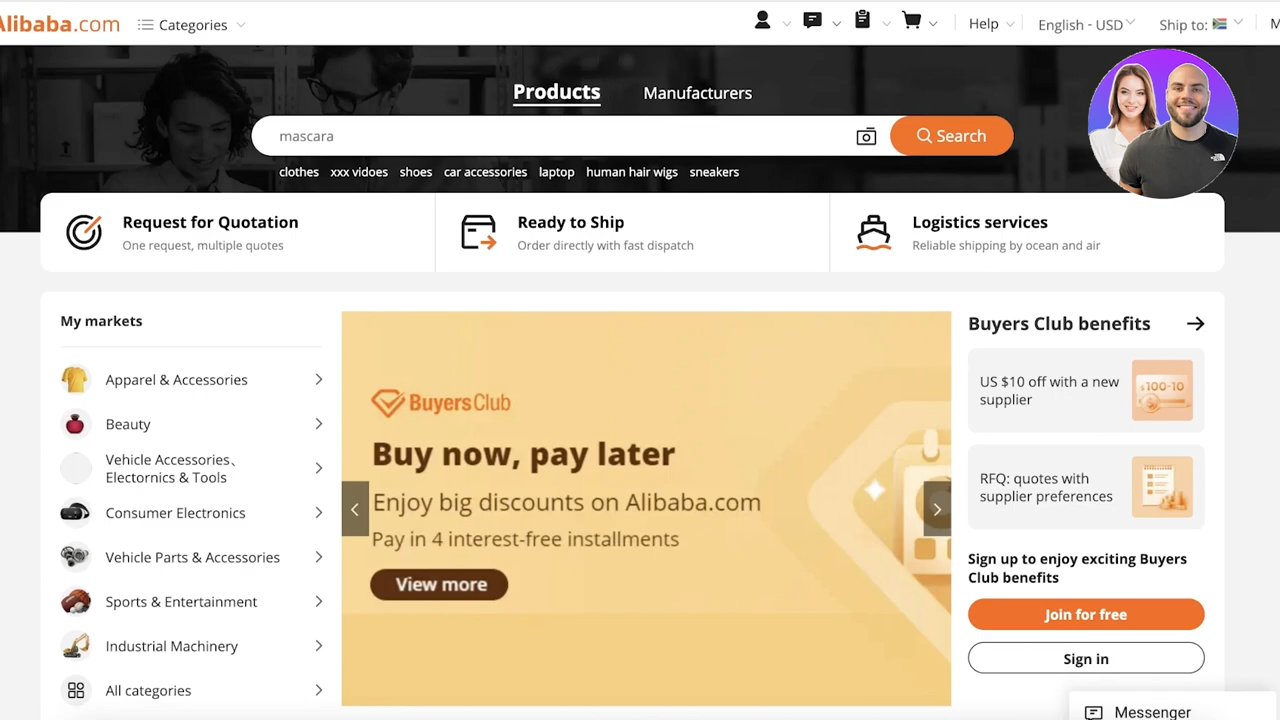 Alibaba.com
Categories
Help
English - USD
Ship to:
M
Products
Manufacturers
mascara
Search
clothes xxx vidoes shoes car accessories laptop human hair wigs sneakers
Request for Quotation
One request, multiple quotes
Ready to Ship
Order directly with fast dispatch
Logistics services
Reliable shipping by ocean and air
My markets
Apparel & Accessories
Beauty
Vehicle Accessories、
Electornics & Tools
Consumer Electronics
Vehicle Parts & Accessories
Sports & Entertainment
Industrial Machinery
All categories
BuyersClub
Buy now, pay later
Enjoy big discounts on Alibaba.com
Pay in 4 interest-free installments
View more
Buyers Club benefits
US $10 off with a new
supplier
$100-10
RFQ: quotes with
supplier preferences
Sign up to enjoy exciting Buyers
Club benefits
Join for free
Sign in
Messenger